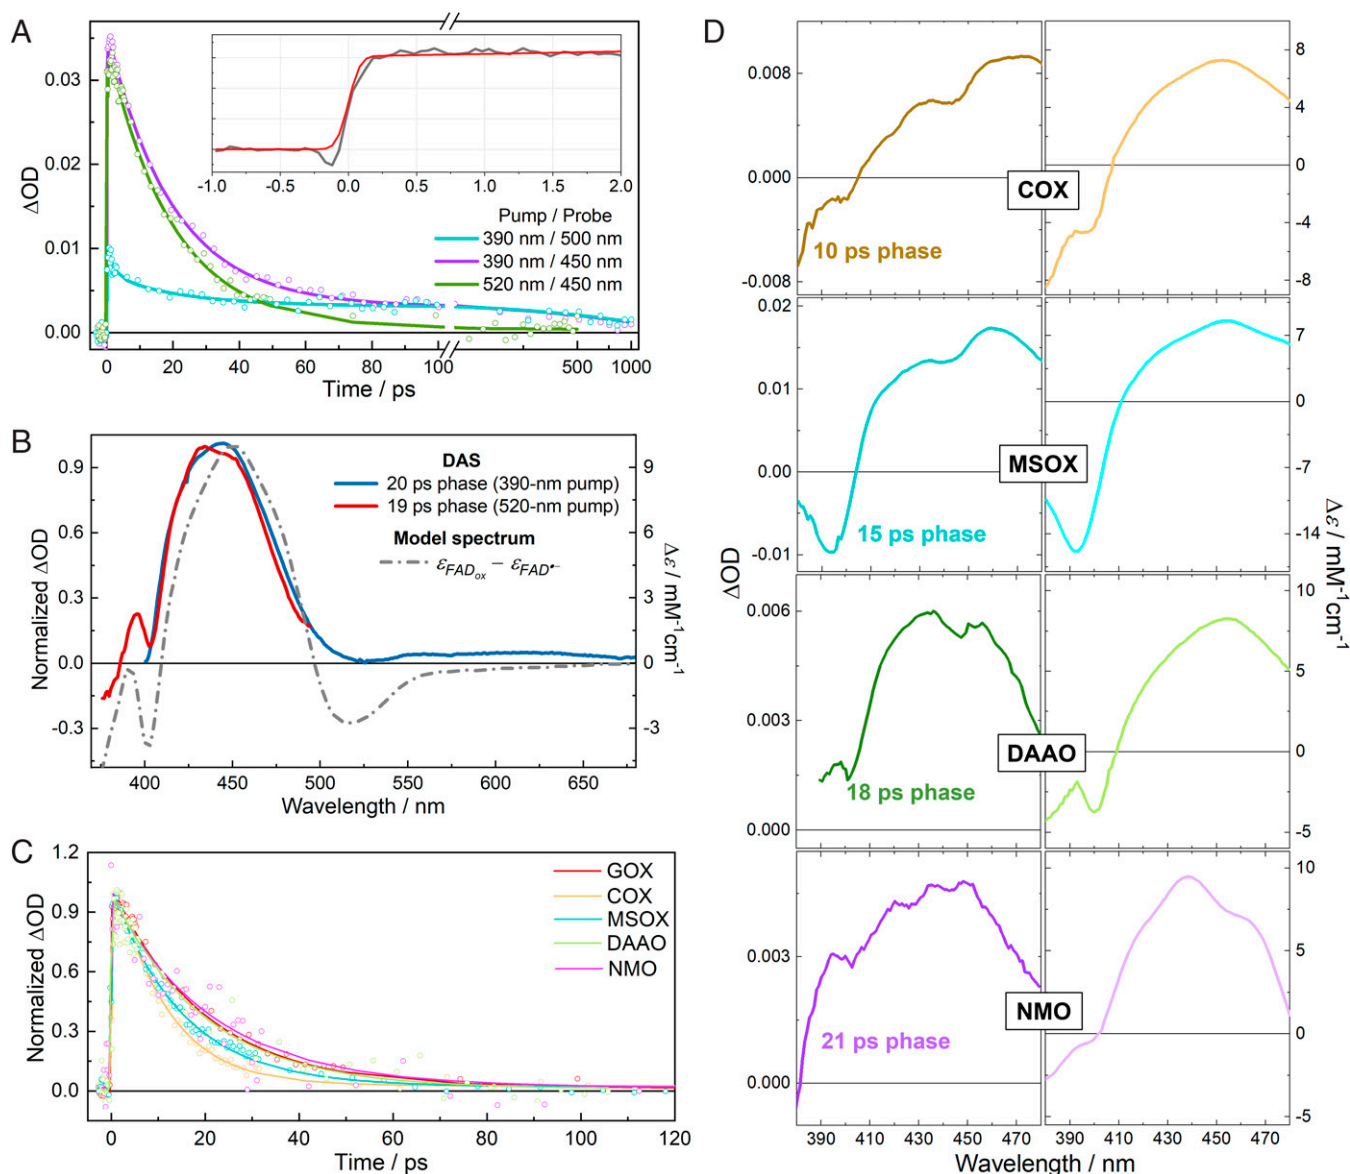 A
0.03
0.02
0.01
0.00
ΔOD
-1.0
-0.5
0.0
0.5
1.0
1.5
2.0
Pump / Probe
390 nm / 500 nm
390 nm / 450 nm
520 nm / 450 nm
0
20
40
60
80
100
500
1000
Time / ps
B
0.9
0.6
0.3
0.0
-0.3
Normalized ΔOD
DAS
20 ps phase (390-nm pump)
19 ps phase (520-nm pump)
Model spectrum
ε_FAD_ox − ε_FAD•−
9
6
3
0
-3
Δε / mM⁻¹cm⁻¹
400
450
500
550
600
650
Wavelength / nm
C
1.2
0.9
0.6
0.3
0.0
Normalized ΔOD
GOX
COX
MSOX
DAAO
NMO
0
20
40
60
80
100
120
Time / ps
D
0.008
0.000
-0.008
10 ps phase
COX
8
4
0
-4
-8
0.02
0.01
0.00
-0.01
15 ps phase
MSOX
7
0
-7
-14
ΔOD
Δε / mM⁻¹cm⁻¹
0.006
0.003
0.000
18 ps phase
DAAO
10
5
0
-5
0.003
0.000
21 ps phase
NMO
10
5
0
-5
390
410
430
450
470
390
410
430
450
470
Wavelength / nm